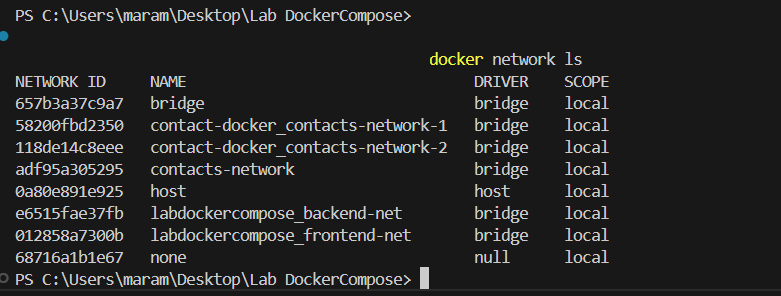 PS C:\Users\maram\Desktop\Lab DockerCompose>
docker network ls
NETWORK ID     NAME                              DRIVER    SCOPE
657b3a37c9a7   bridge                            bridge    local
58200fbd2350   contact-docker_contacts-network-1   bridge    local
118de14c8eee   contact-docker_contacts-network-2   bridge    local
adf95a305295   contacts-network                  bridge    local
0a80e891e925   host                              host      local
e6515fae37fb   labdockercompose_backend-net      bridge    local
012858a7300b   labdockercompose_frontend-net     bridge    local
68716a1b1e67   none                              null      local
PS C:\Users\maram\Desktop\Lab DockerCompose>